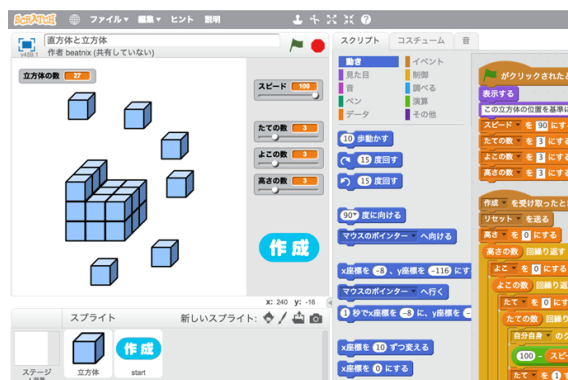 SCRATCH ファイル▼ 編集▼ ヒント 説明
直方体と立方体
作者 beatnix (共有していない)
v456.1
立方体の数 27
スピード 100
たての数 3
よこの数 3
高さの数 3
作成
x: 240 y: -16
スプライト 新しいスプライト:
ステージ
立方体
作成
start
スクリプト コスチューム 音
動き イベント
見た目 制御
音 調べる
ペン 演算
データ その他
10 歩動かす
15 度回す
15 度回す
90▼ 度に向ける
マウスのポインター へ向ける
x座標を -8 、y座標を -116 にす
マウスのポインター へ行く
1 秒でx座標を -8 に、y座標を
x座標を 10 ずつ変える
x座標を 0 にする
がクリックされたと
表示する
この立方体の位置を基準に
スピード を 90 にする
たての数 を 3 にする
よこの数 を 3 にする
高さの数 を 3 にする
作成 を受け取ったとき
リセット を送る
高さ を 0 にする
高さの数 回繰り返す
よこ を 0 にする
よこの数 回繰り返す
たて を 0 にする
たての数 回繰り
自分自身 のク
100 - スピー
たて を 1